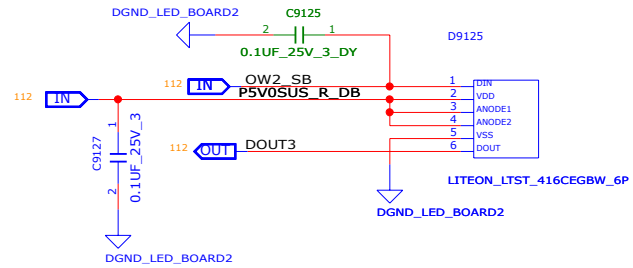 DGND_LED_BOARD2
C9125
2
1
0.1UF_25V_3_DY
D9125
112
IN
OW2_SB
1
DIN
112
IN
P5V0SUS_R_DB
2
VDD
3
ANODE1
4
ANODE2
5
VSS
112
OUT
DOUT3
6
DOUT
1
C9127
0.1UF_25V_3
2
LITEON_LTST_416CEGBW_6P
DGND_LED_BOARD2
DGND_LED_BOARD2